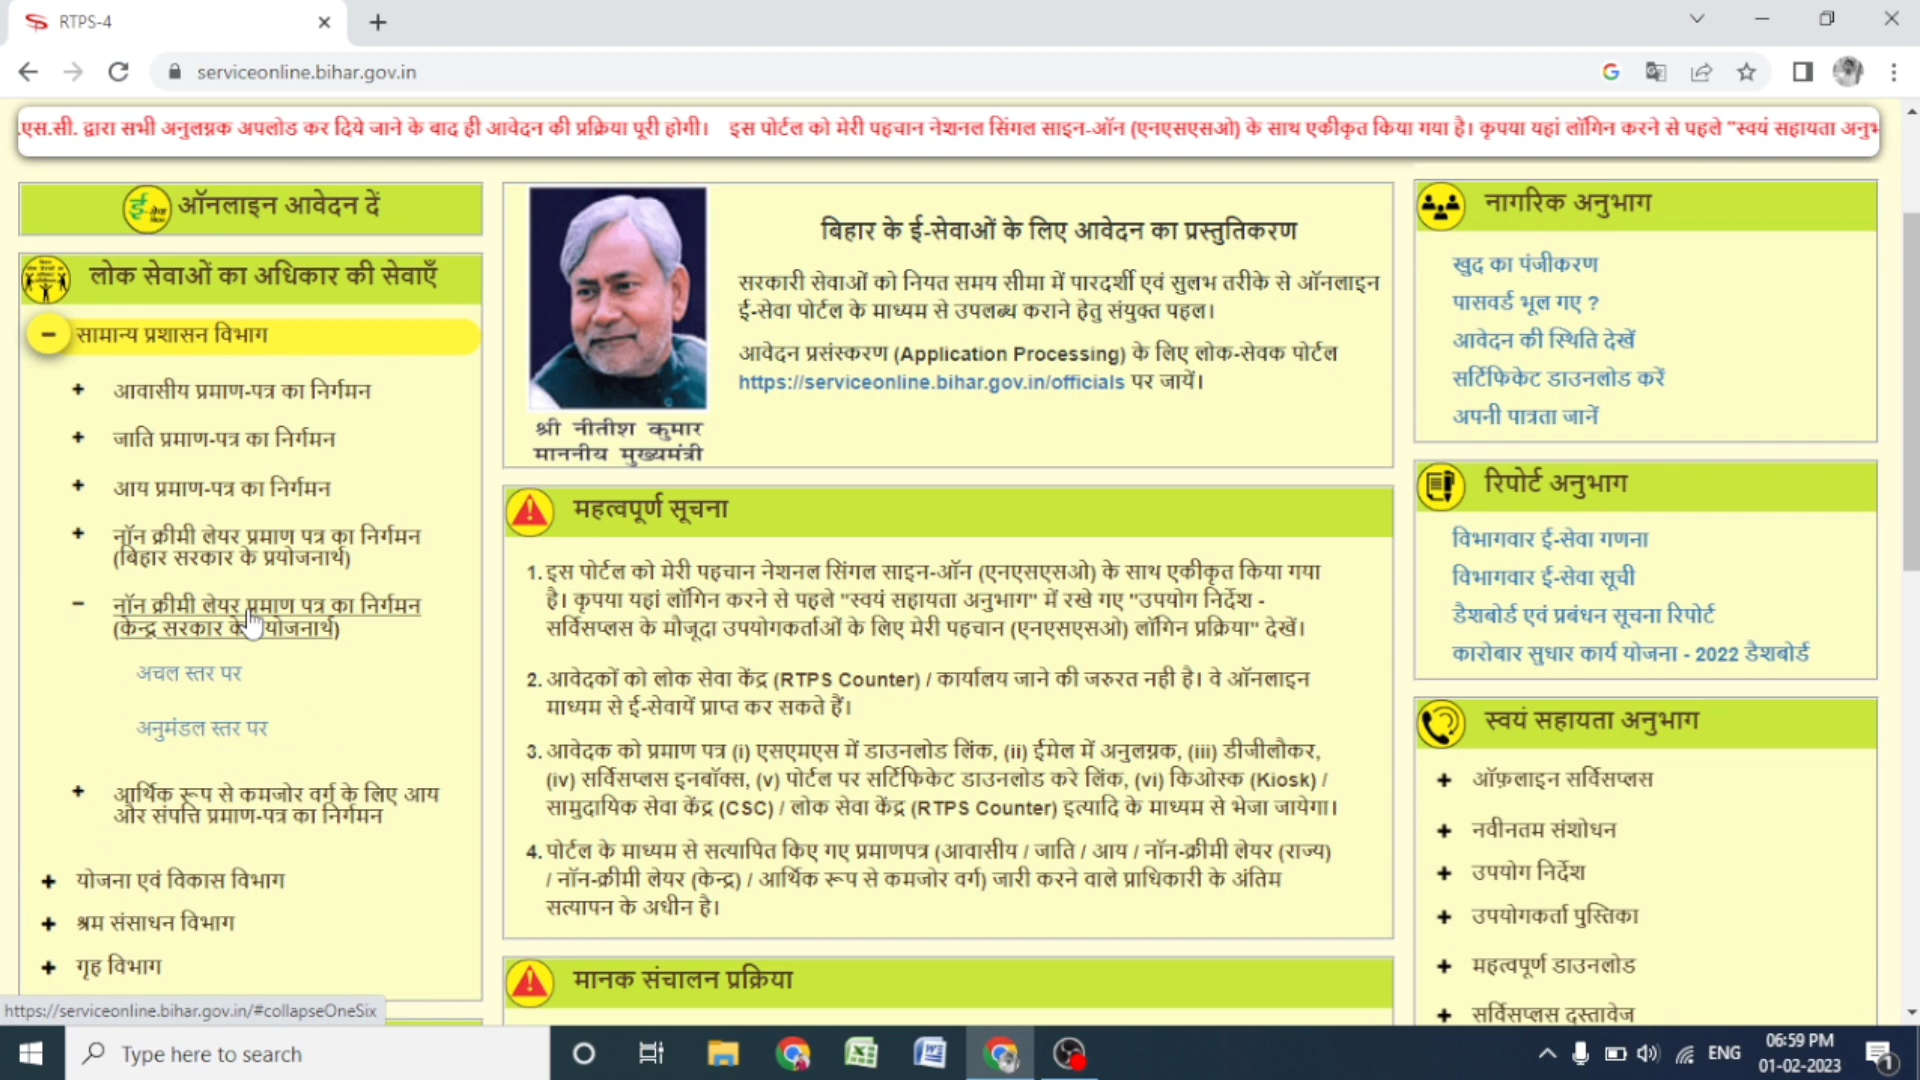 RTPS-4
serviceonline.bihar.gov.in
.एस.सी. द्वारा सभी अनुलग्नक अपलोड कर दिये जाने के बाद ही आवेदन की प्रक्रिया पूरी होगी। इस पोर्टल को मेरी पहचान नेशनल सिंगल साइन-ऑन (एनएसएसओ) के साथ एकीकृत किया गया है। कृपया यहां लॉगिन करने से पहले "स्वयं सहायता
ऑनलाइन आवेदन दें
लोक सेवाओं का अधिकार की सेवाएँ
सामान्य प्रशासन विभाग
आवासीय प्रमाण-पत्र का निर्गमन
जाति प्रमाण-पत्र का निर्गमन
आय प्रमाण-पत्र का निर्गमन
नॉन क्रीमी लेयर प्रमाण पत्र का निर्गमन
(बिहार सरकार के प्रयोजनार्थ)
नॉन क्रीमी लेयर प्रमाण पत्र का निर्गमन
(केन्द्र सरकार के
अचल स्तर पर
अनुमंडल स्तर पर
आर्थिक रूप से कमजोर वर्ग के लिए आय
और संपत्ति प्रमाण-पत्र का निर्गमन
योजना एवं विकास विभाग
श्रम संसाधन विभाग
गृह विभाग
बिहार के ई-सेवाओं के लिए आवेदन का प्रस्तुतिकरण
सरकारी सेवाओं को नियत समय सीमा में पारदर्शी एवं सुलभ तरीके से ऑनलाइन
ई-सेवा पोर्टल के माध्यम से उपलब्ध कराने हेतु संयुक्त पहल।
आवेदन प्रसंस्करण (Application Processing) के लिए लोक-सेवक पोर्टल
https://serviceonline.bihar.gov.in/officials पर जायें।
श्री नीतीश कुमार
माननीय मुख्यमंत्री
महत्वपूर्ण सूचना
1. इस पोर्टल को मेरी पहचान नेशनल सिंगल साइन-ऑन (एनएसएसओ) के साथ एकीकृत किया गया
है। कृपया यहां लॉगिन करने से पहले "स्वयं सहायता अनुभाग" में रखे गए "उपयोग निर्देश -
सर्विसप्लस के मौजूदा उपयोगकर्ताओं के लिए मेरी पहचान (एनएसएसओ) लॉगिन प्रक्रिया" देखें।
2. आवेदकों को लोक सेवा केंद्र (RTPS Counter) / कार्यालय जाने की जरुरत नही है। वे ऑनलाइन
माध्यम से ई-सेवायें प्राप्त कर सकते हैं।
3. आवेदक को प्रमाण पत्र (i) एसएमएस में डाउनलोड लिंक, (ii) ईमेल में अनुलग्नक, (iii) डीजीलौकर,
(iv) सर्विसप्लस इनबॉक्स, (v) पोर्टल पर सर्टिफिकेट डाउनलोड करे लिंक, (vi) किओस्क (Kiosk) /
सामुदायिक सेवा केंद्र (CSC) / लोक सेवा केंद्र (RTPS Counter) इत्यादि के माध्यम से भेजा जायेगा।
4. पोर्टल के माध्यम से सत्यापित किए गए प्रमाणपत्र (आवासीय / जाति / आय / नॉन-क्रीमी लेयर (राज्य)
/ नॉन-क्रीमी लेयर (केन्द्र) / आर्थिक रूप से कमजोर वर्ग) जारी करने वाले प्राधिकारी के अंतिम
सत्यापन के अधीन है।
मानक संचालन प्रक्रिया
नागरिक अनुभाग
खुद का पंजीकरण
पासवर्ड भूल गए ?
आवेदन की स्थिति देखें
सर्टिफिकेट डाउनलोड करें
अपनी पात्रता जानें
रिपोर्ट अनुभाग
विभागवार ई-सेवा गणना
विभागवार ई-सेवा सूची
डैशबोर्ड एवं प्रबंधन सूचना रिपोर्ट
कारोबार सुधार कार्य योजना - 2022 डैशबोर्ड
स्वयं सहायता अनुभाग
ऑफ़लाइन सर्विसप्लस
नवीनतम संशोधन
उपयोग निर्देश
उपयोगकर्ता पुस्तिका
महत्वपूर्ण डाउनलोड
सर्विसप्लस दस्तावेज
https://serviceonline.bihar.gov.in/#collapseOneSix
Type here to search
ENG
06:59 PM
01-02-2023
1